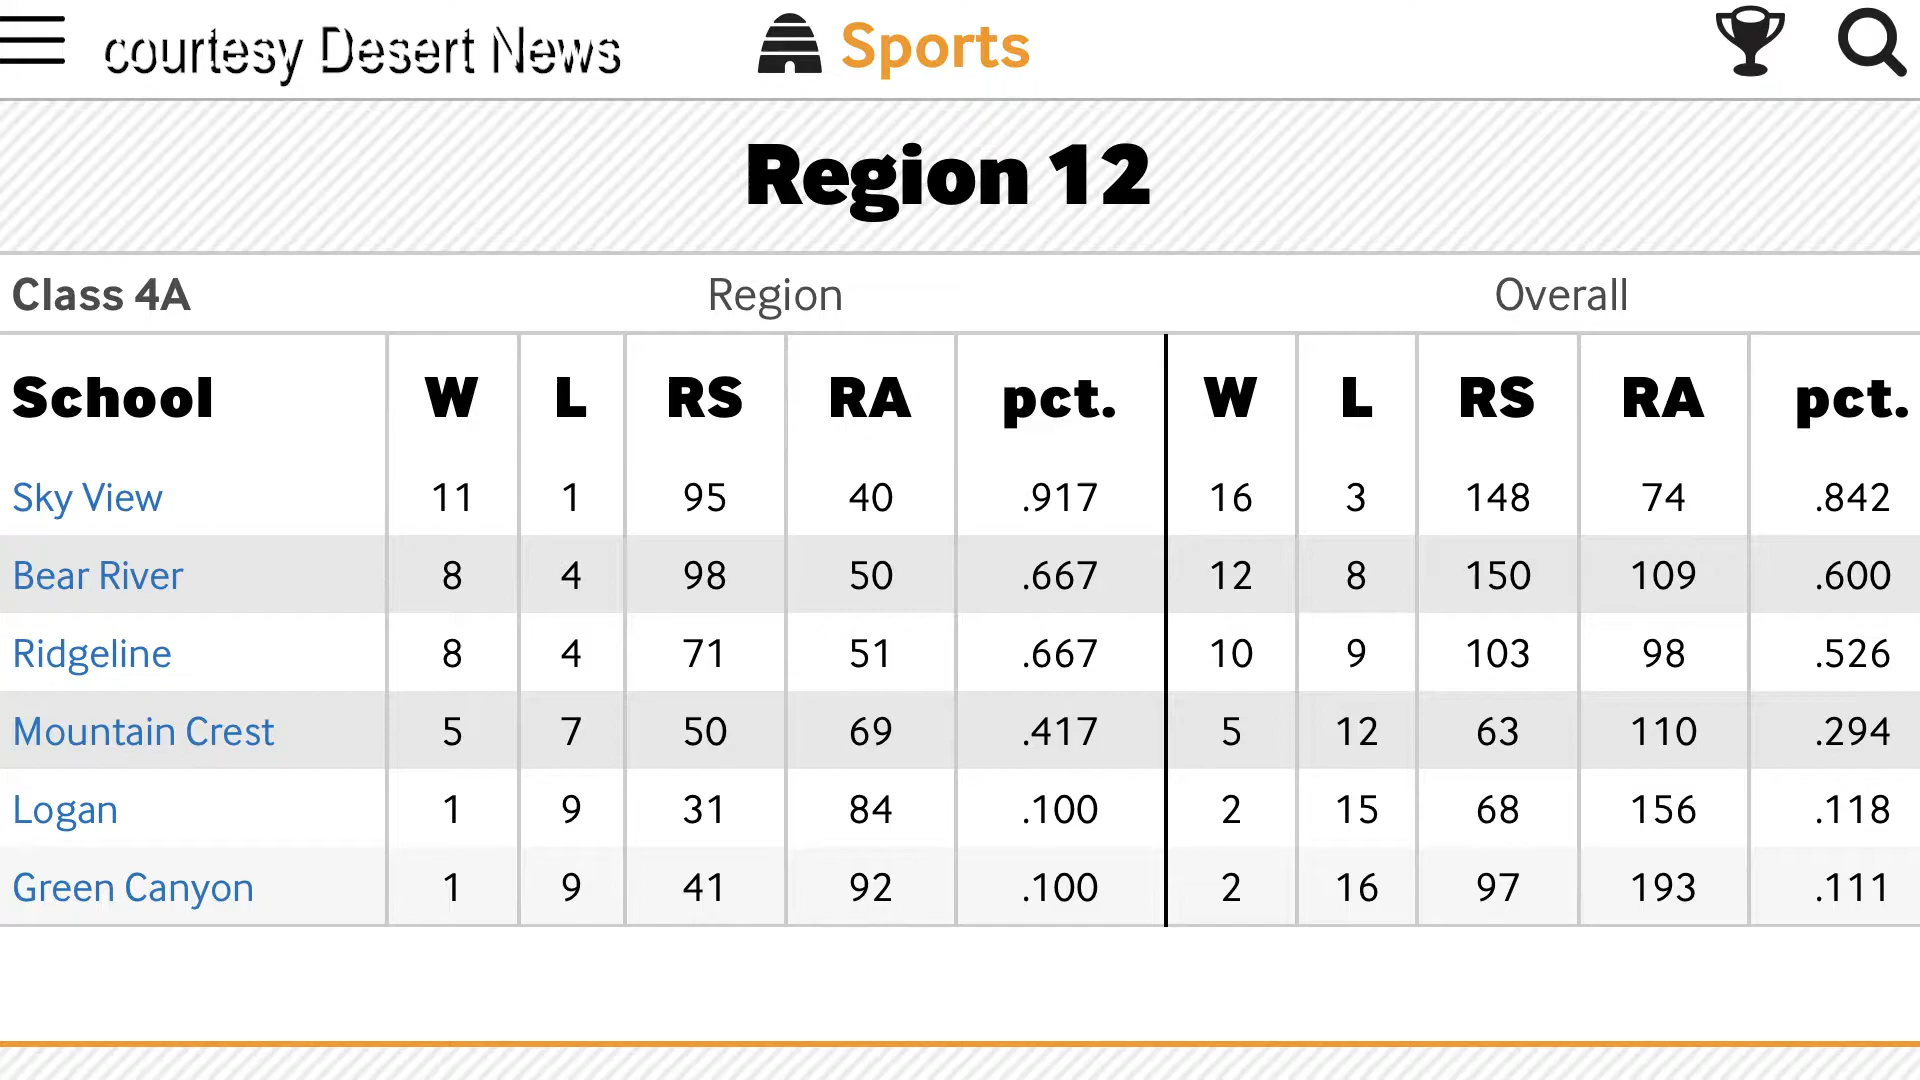 courtesy Desert News Sports
Region 12
Class 4A Region Overall
School W L RS RA pct. W L RS RA pct.
Sky View 11 1 95 40 .917 16 3 148 74 .842
Bear River 8 4 98 50 .667 12 8 150 109 .600
Ridgeline 8 4 71 51 .667 10 9 103 98 .526
Mountain Crest 5 7 50 69 .417 5 12 63 110 .294
Logan 1 9 31 84 .100 2 15 68 156 .118
Green Canyon 1 9 41 92 .100 2 16 97 193 .111